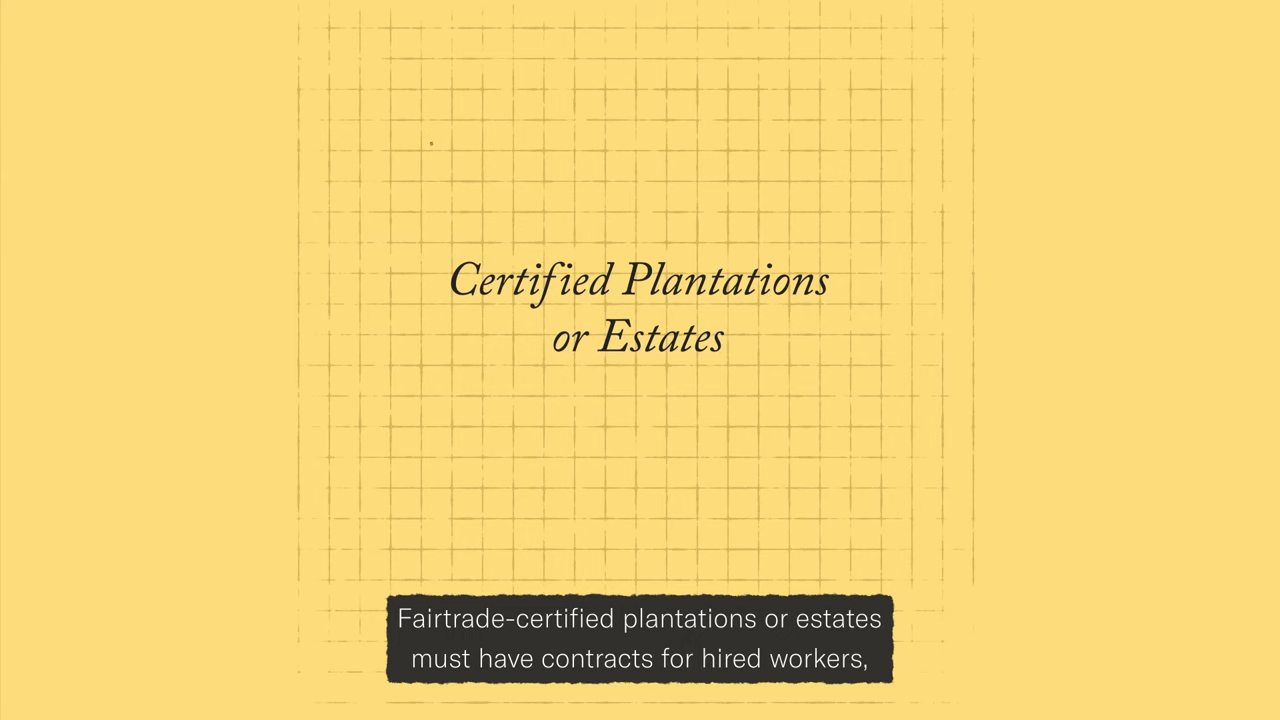 Certified Plantations
or Estates
Fairtrade-certified plantations or estates
must have contracts for hired workers,